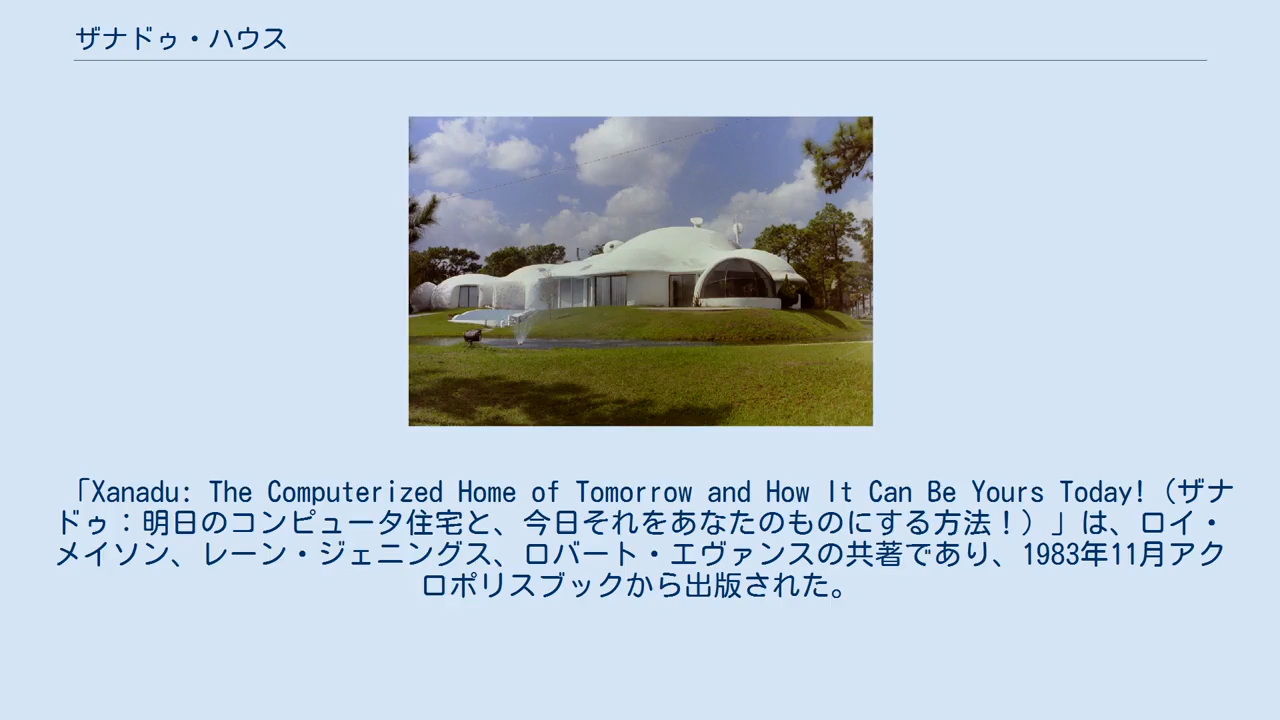 ザナドゥ・ハウス
「Xanadu: The Computerized Home of Tomorrow and How It Can Be Yours Today!（ザナ
ドゥ：明日のコンピュータ住宅と、今日それをあなたのものにする方法！）」は、ロイ・
メイソン、レーン・ジェニングス、ロバート・エヴァンスの共著であり、1983年11月アク
ロポリスブックから出版された。